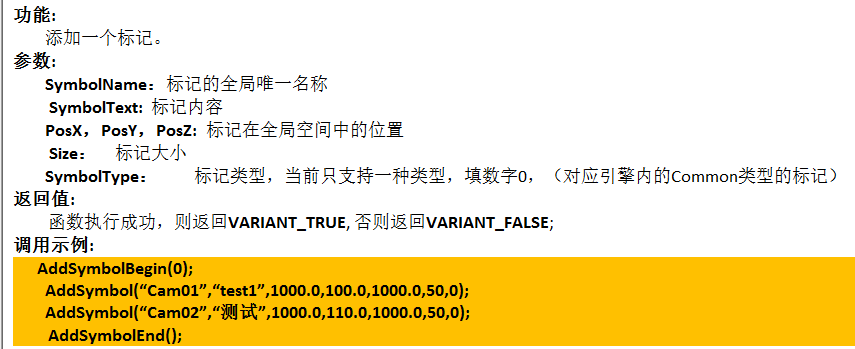 功能:
添加一个标记。
参数:
SymbolName：标记的全局唯一名称
SymbolText: 标记内容
PosX，PosY，PosZ: 标记在全局空间中的位置
Size： 标记大小
SymbolType： 标记类型，当前只支持一种类型，填数字0，（对应引擎内的Common类型的标记）
返回值:
函数执行成功，则返回VARIANT_TRUE, 否则返回VARIANT_FALSE;
调用示例:
AddSymbolBegin(0);
AddSymbol(“Cam01”,“test1”,1000.0,100.0,1000.0,50,0);
AddSymbol(“Cam02”,“测试”,1000.0,110.0,1000.0,50,0);
AddSymbolEnd();